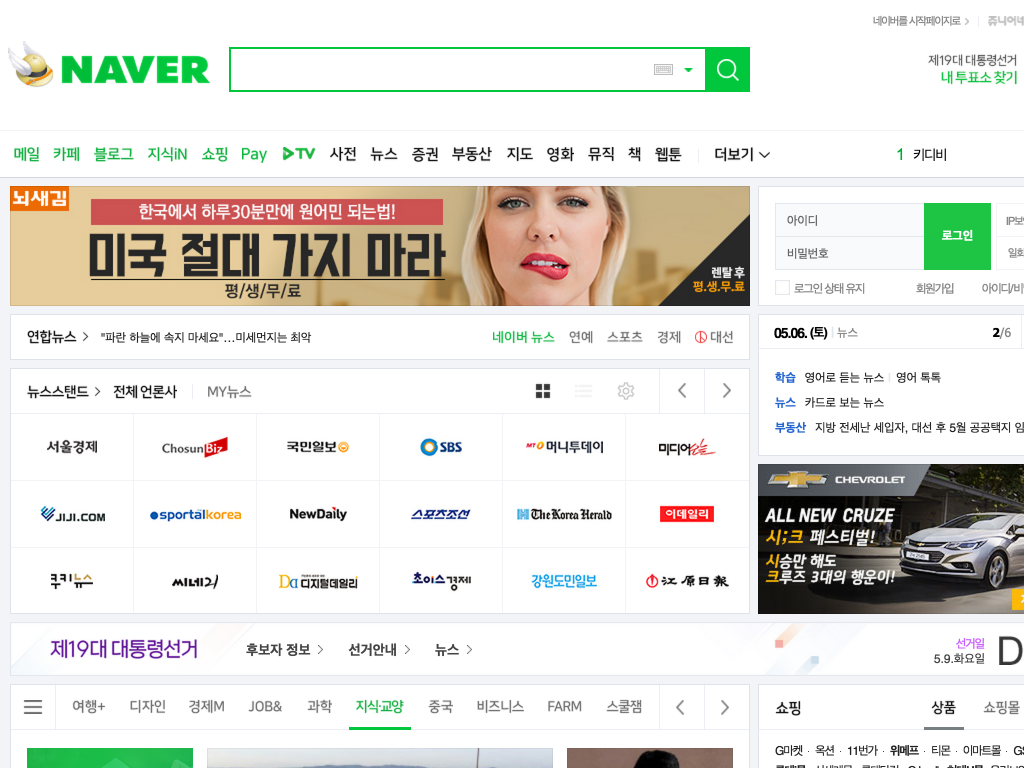 네이버를 시작페이지로
쥬니어네
NAVER
제19대 대통령선거
내 투표소 찾기
메일 카페 블로그 지식iN 쇼핑 Pay TV 사전 뉴스 증권 부동산 지도 영화 뮤직 책 웹툰 더보기
1 키디비
뇌새김
한국에서 하루30분만에 원어민 되는법!
미국 절대 가지 마라
평/생/무/료
렌탈 후
평.생.무.료
아이디
비밀번호
로그인
IP보
일회
로그인 상태 유지 회원가입 아이디/비
연합뉴스 "파란 하늘에 속지 마세요"…미세먼지는 최악
네이버 뉴스 연예 스포츠 경제 대선
05.06. (토) 뉴스 2/6
학습 영어로 듣는 뉴스 영어 톡톡
뉴스 카드로 보는 뉴스
부동산 지방 전세난 세입자, 대선 후 5월 공공택지 임
뉴스스탠드 전체 언론사 MY뉴스
서울경제 ChosunBiz 국민일보 SBS MTO 머니투데이 미디어오늘
JIJI.COM sportalkorea NewDaily 스포츠조선 The Korea Herald 이데일리
쿠키뉴스 씨네21 디지털데일리 초이스경제 강원도민일보 江原日報
CHEVROLET
ALL NEW CRUZE
시;크 페스티벌!
시승만 해도
크루즈 3대의 행운이!
제19대 대통령선거 후보자 정보 선거안내 뉴스
선거일
5.9.화요일
D
여행+ 디자인 경제M JOB& 과학 지식·교양 중국 비즈니스 FARM 스쿨잼
쇼핑 상품 쇼핑몰
G마켓 · 옥션 · 11번가 · 위메프 · 티몬 · 이마트몰 · GS